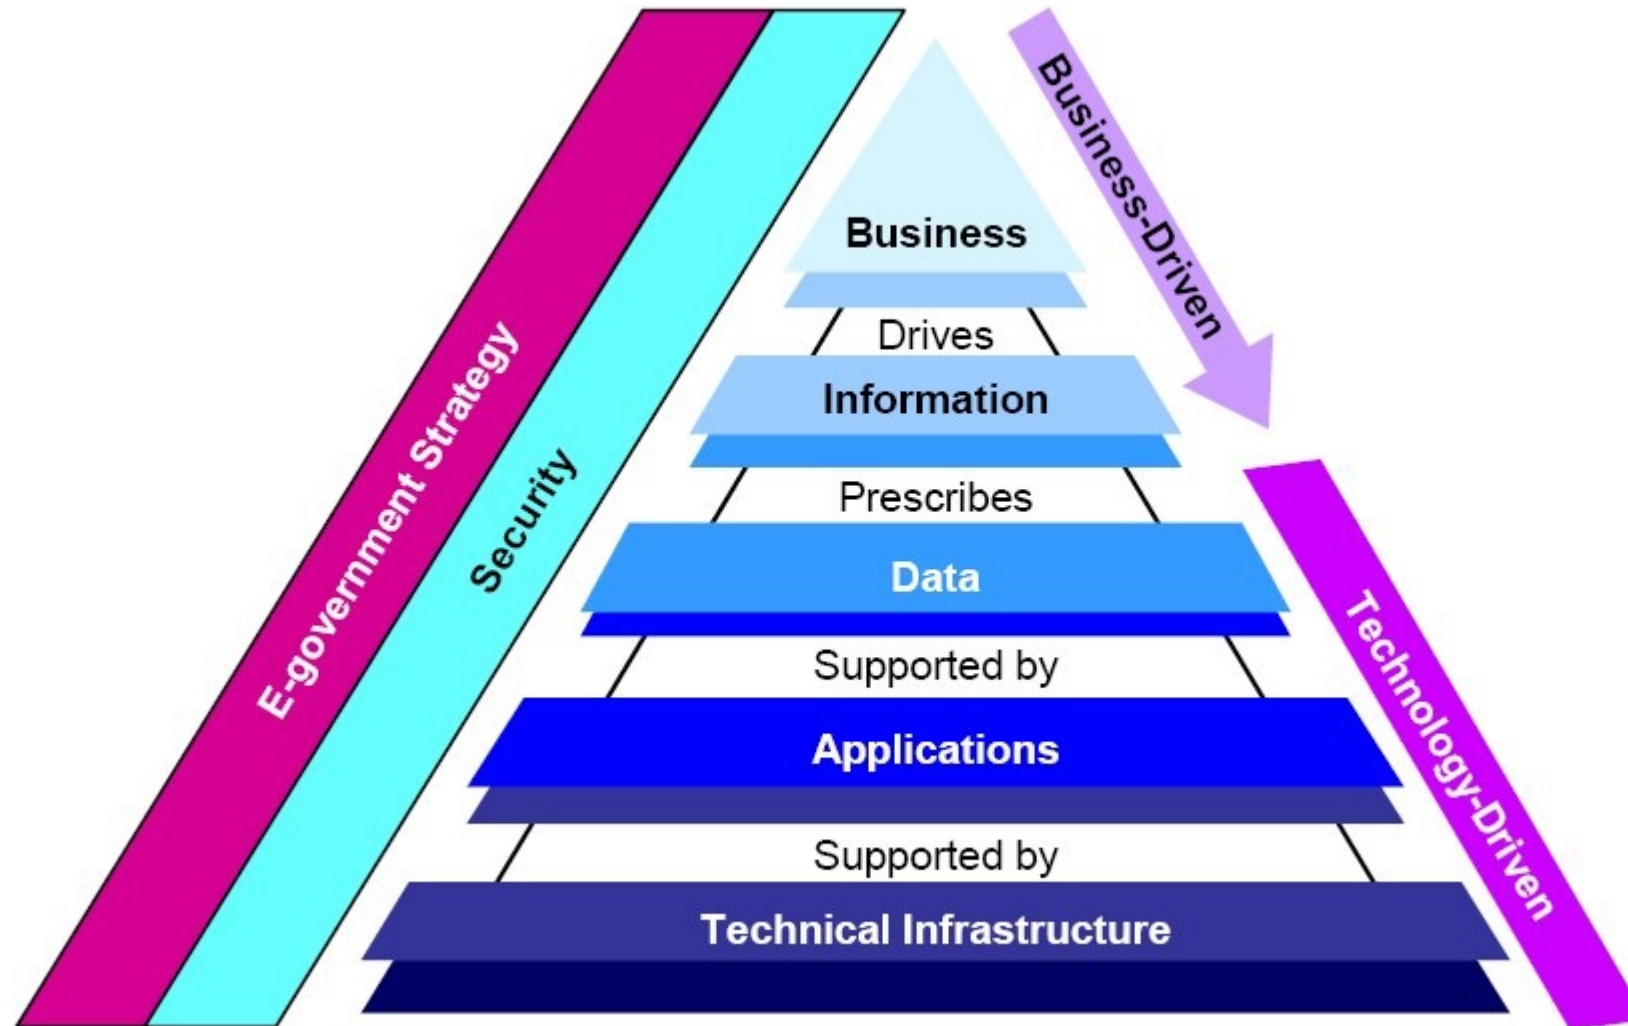 Business-Driven
Business
Drives
Information
E-government Strategy
Security
Prescribes
Data
Technology-Driven
Supported by
Applications
Supported by
Technical Infrastructure